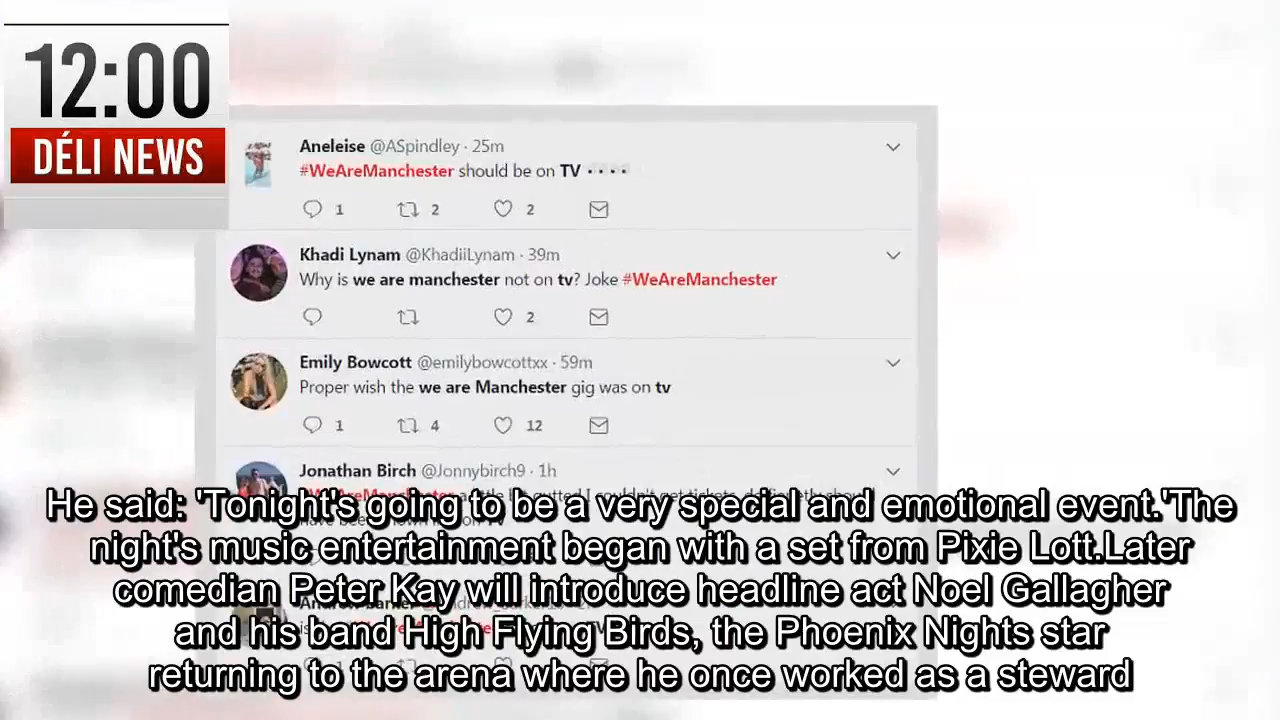 12:00
DÉLI NEWS
Aneleise @ASpindley · 25m
#WeAreManchester should be on TV
1 2 2
Khadi Lynam @KhadiiLynam · 39m
Why is we are manchester not on tv? Joke #WeAreManchester
2
Emily Bowcott @emilybowcottxx · 59m
Proper wish the we are Manchester gig was on tv
1 4 12
Jonathan Birch @Jonnybirch9 · 1h
He said: 'Tonight's going to be a very special and emotional event.'The
night's music entertainment began with a set from Pixie Lott.Later
comedian Peter Kay will introduce headline act Noel Gallagher
and his band High Flying Birds, the Phoenix Nights star
returning to the arena where he once worked as a steward